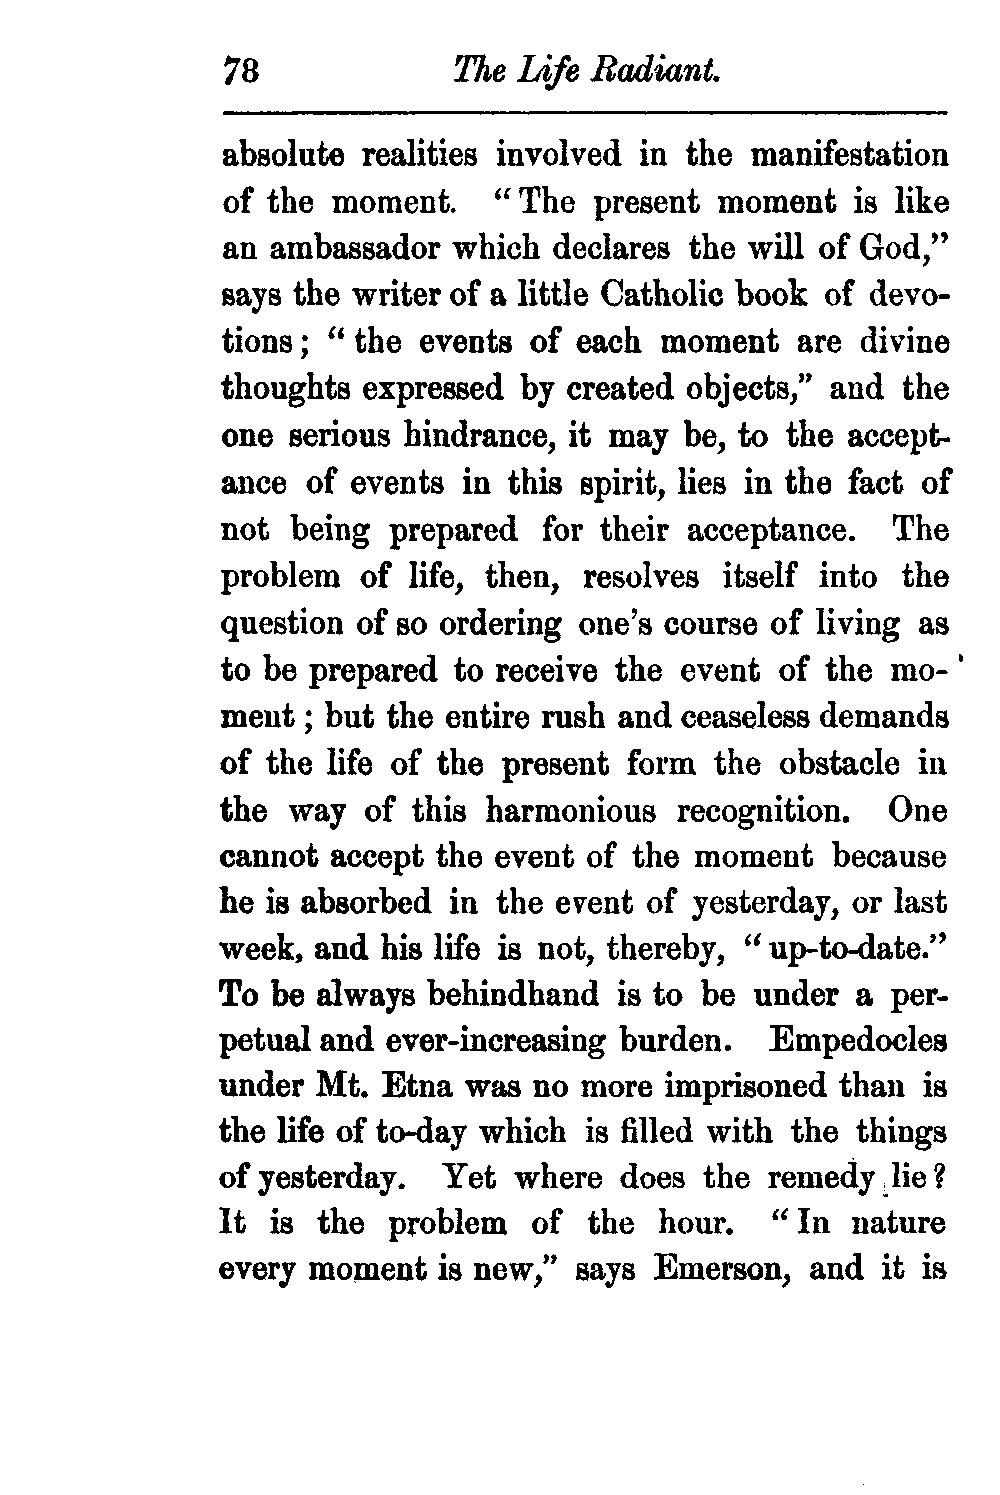 78 The Life Radiant.
absolute realities involved in the manifestation
of the moment. “The present moment is like
an ambassador which declares the will of God,”
says the writer of a little Catholic book of devo-
tions; “the events of each moment are divine
thoughts expressed by created objects,” and the
one serious hindrance, it may be, to the accept-
ance of events in this spirit, lies in the fact of
not being prepared for their acceptance. The
problem of life, then, resolves itself into the
question of so ordering one’s course of living as
to be prepared to receive the event of the mo-
ment; but the entire rush and ceaseless demands
of the life of the present form the obstacle in
the way of this harmonious recognition. One
cannot accept the event of the moment because
he is absorbed in the event of yesterday, or last
week, and his life is not, thereby, “up-to-date.”
To be always behindhand is to be under a per-
petual and ever-increasing burden. Empedocles
under Mt. Etna was no more imprisoned than is
the life of to-day which is filled with the things
of yesterday. Yet where does the remedy lie?
It is the problem of the hour. “In nature
every moment is new,” says Emerson, and it is